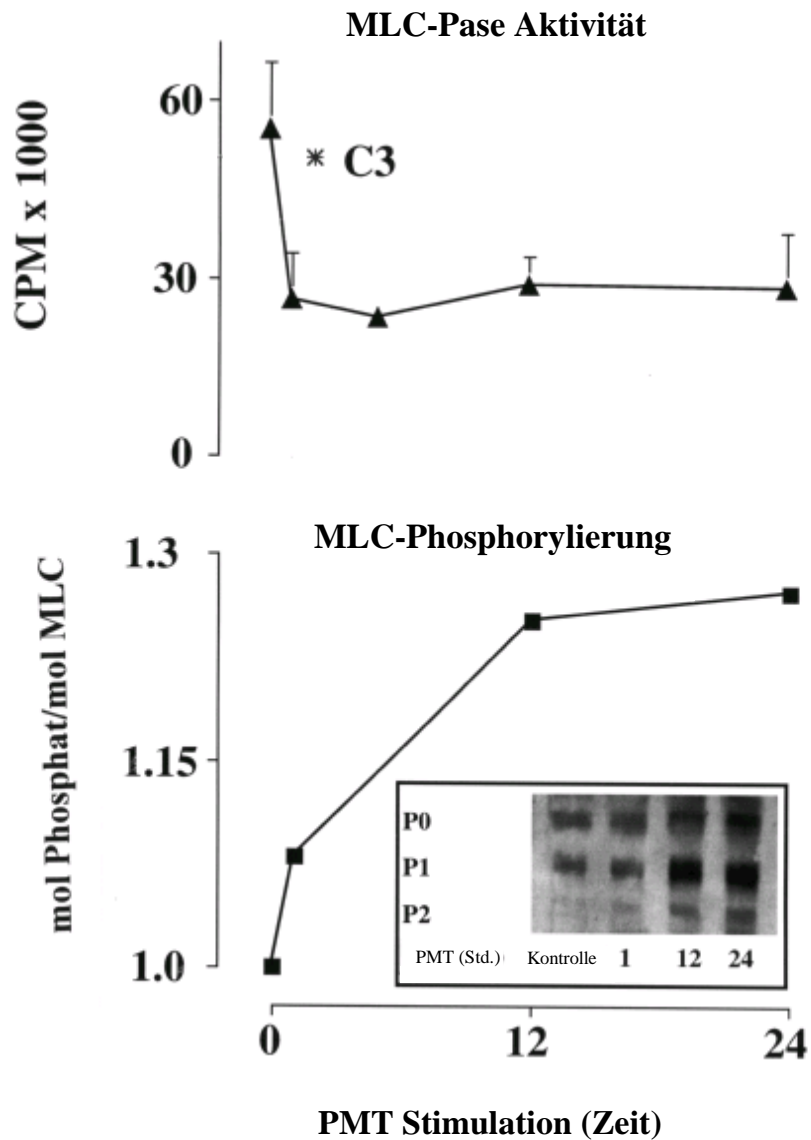 MLC-Pase Aktivität
CPM x 1000
60
30
0
* C3
MLC-Phosphorylierung
mol Phosphat/mol MLC
1.3
1.15
1.0
P0
P1
P2
PMT (Std.) Kontrolle 1 12 24
0 12 24
PMT Stimulation (Zeit)